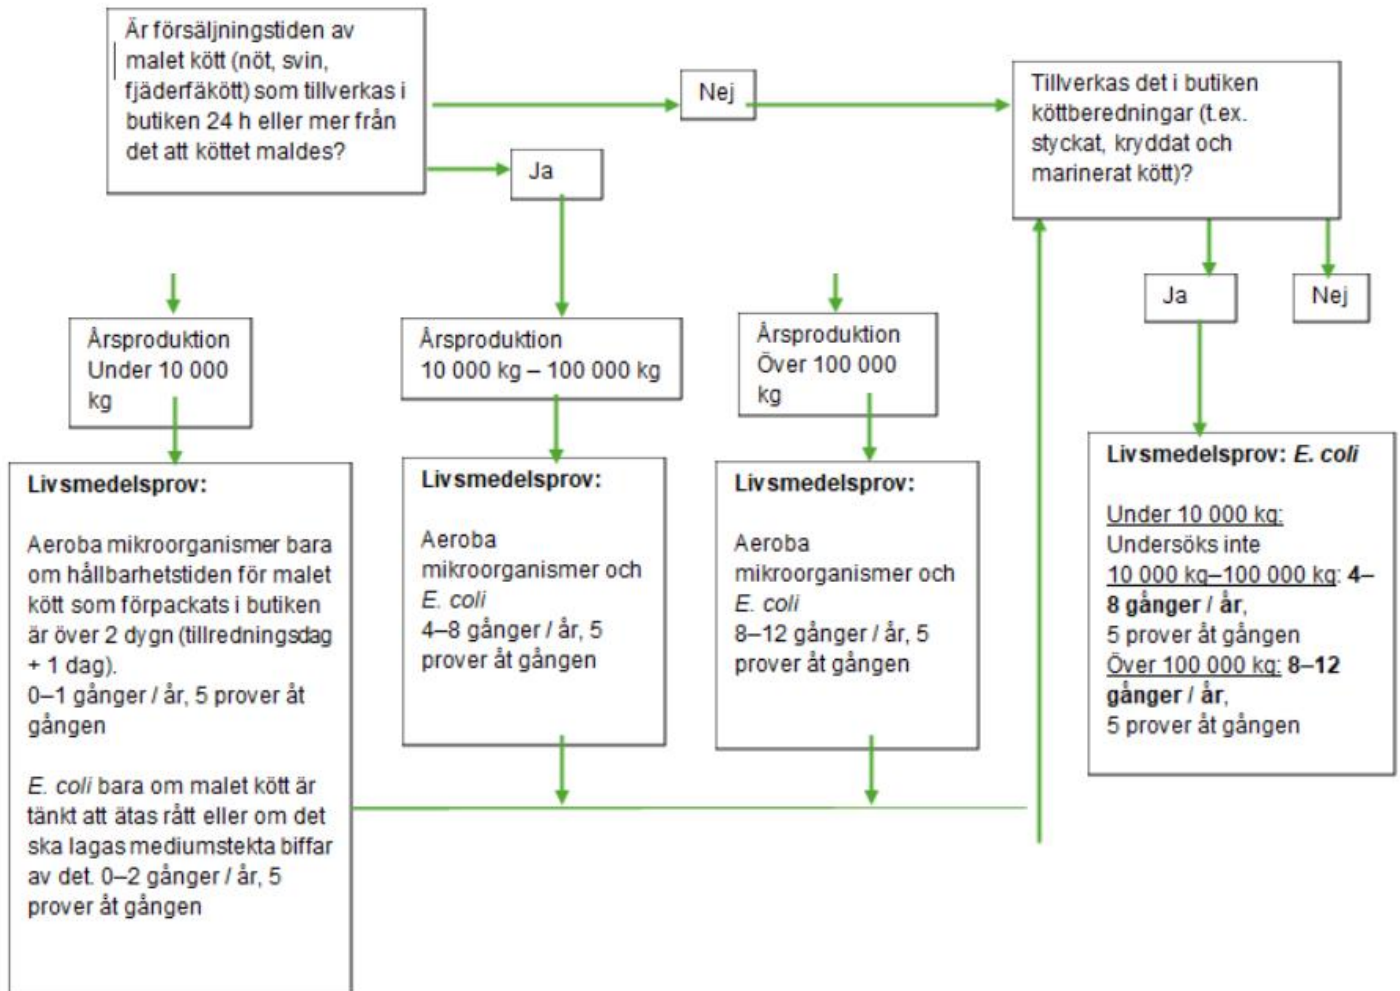 Är försäljningstiden av
malet kött (nöt, svin,
fjäderfäkött) som tillverkas i
butiken 24 h eller mer från
det att köttet maldes?
Nej
Ja
Tillverkas det i butiken
köttberedningar (t.ex.
styckat, kryddat och
marinerat kött)?
Ja
Nej
Årsproduktion
Under 10 000
kg
Årsproduktion
10 000 kg – 100 000 kg
Årsproduktion
Över 100 000
kg
Livsmedelsprov:
Aeroba mikroorganismer bara
om hållbarhetstiden för malet
kött som förpackats i butiken
är över 2 dygn (tillredningsdag
+ 1 dag).
0–1 gånger / år, 5 prover åt
gången
E. coli bara om malet kött är
tänkt att ätas rått eller om det
ska lagas mediumstekta biffar
av det. 0–2 gånger / år, 5
prover åt gången
Livsmedelsprov:
Aeroba
mikroorganismer och
E. coli
4–8 gånger / år, 5
prover åt gången
Livsmedelsprov:
Aeroba
mikroorganismer och
E. coli
8–12 gånger / år, 5
prover åt gången
Livsmedelsprov: E. coli
Under 10 000 kg:
Undersöks inte
10 000 kg–100 000 kg: 4–
8 gånger / år,
5 prover åt gången
Över 100 000 kg: 8–12
gånger / år,
5 prover åt gången